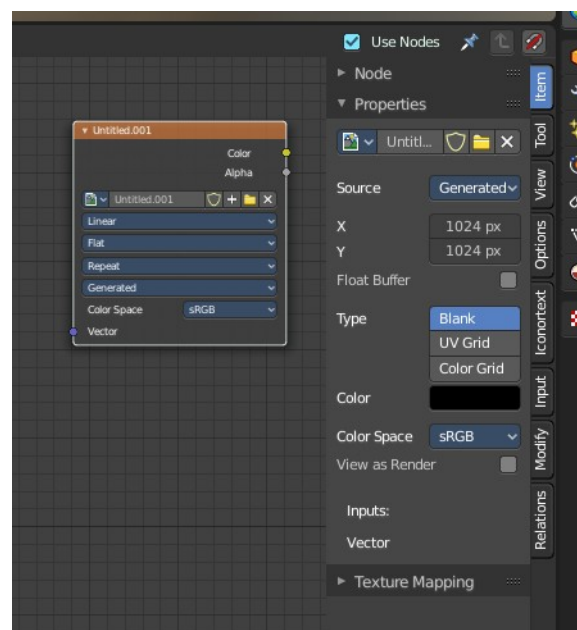 Use Nodes
Node
Properties
Untitled.001
Color
Alpha
Untitled.001
Linear
Flat
Repeat
Generated
Color Space sRGB
Vector
Untitl...
Source Generated
X 1024 px
Y 1024 px
Float Buffer
Type Blank
UV Grid
Color Grid
Color
Color Space sRGB
View as Render
Inputs:
Vector
Texture Mapping
Item
Tool
View
Options
Iconortext
Input
Modify
Relations